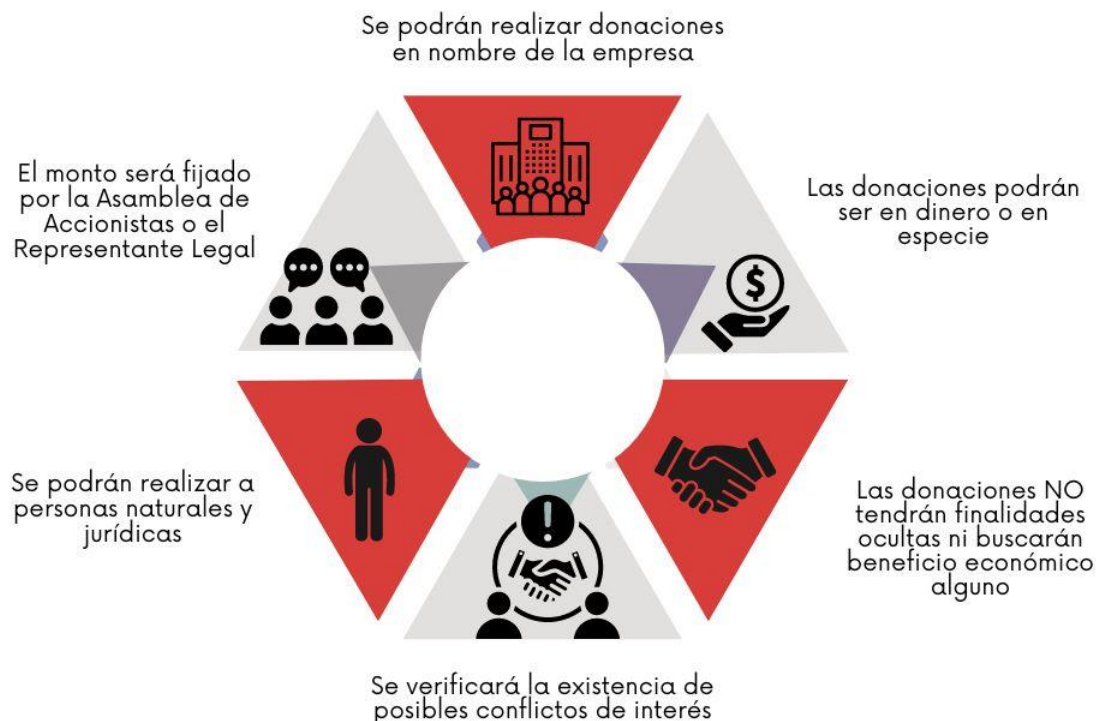 Se podrán realizar donaciones
en nombre de la empresa
El monto será fijado
por la Asamblea de
Accionistas o el
Representante Legal
Las donaciones podrán
ser en dinero o en
especie
Se podrán realizar a
personas naturales y
jurídicas
Las donaciones NO
tendrán finalidades
ocultas ni buscarán
beneficio económico
alguno
Se verificará la existencia de
posibles conflictos de interés